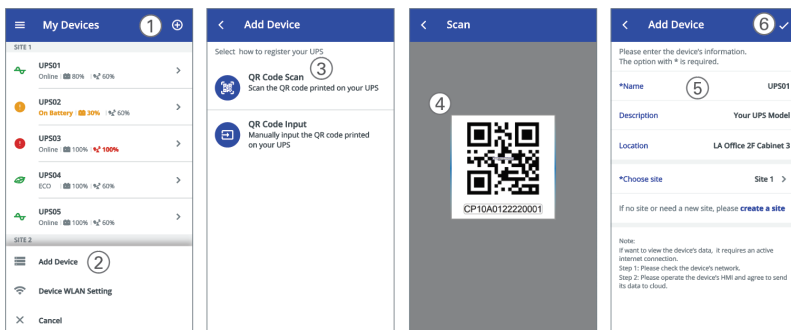 My Devices
1
SITE 1
UPS01
Online 80% 60%
UPS02
On Battery 30% 60%
UPS03
Online 100% 100%
UPS04
ECO 100% 60%
UPS05
Online 100% 60%
SITE 2
Add Device
2
Device WLAN Setting
Cancel
Add Device
Select how to register your UPS
3
QR Code Scan
Scan the QR code printed on your UPS
QR Code Input
Manually input the QR code printed
on your UPS
Scan
4
CP10A0122220001
Add Device
6
Please enter the device's information.
The option with * is required.
*Name UPS01
5
Description Your UPS Model
Location LA Office 2F Cabinet 3
*Choose site Site 1
If no site or need a new site, please create a site
Note:
If want to view the device's data, it requires an active
internet connection.
Step 1: Please check the device's network.
Step 2: Please operate the device's HMI and agree to send
its data to cloud.